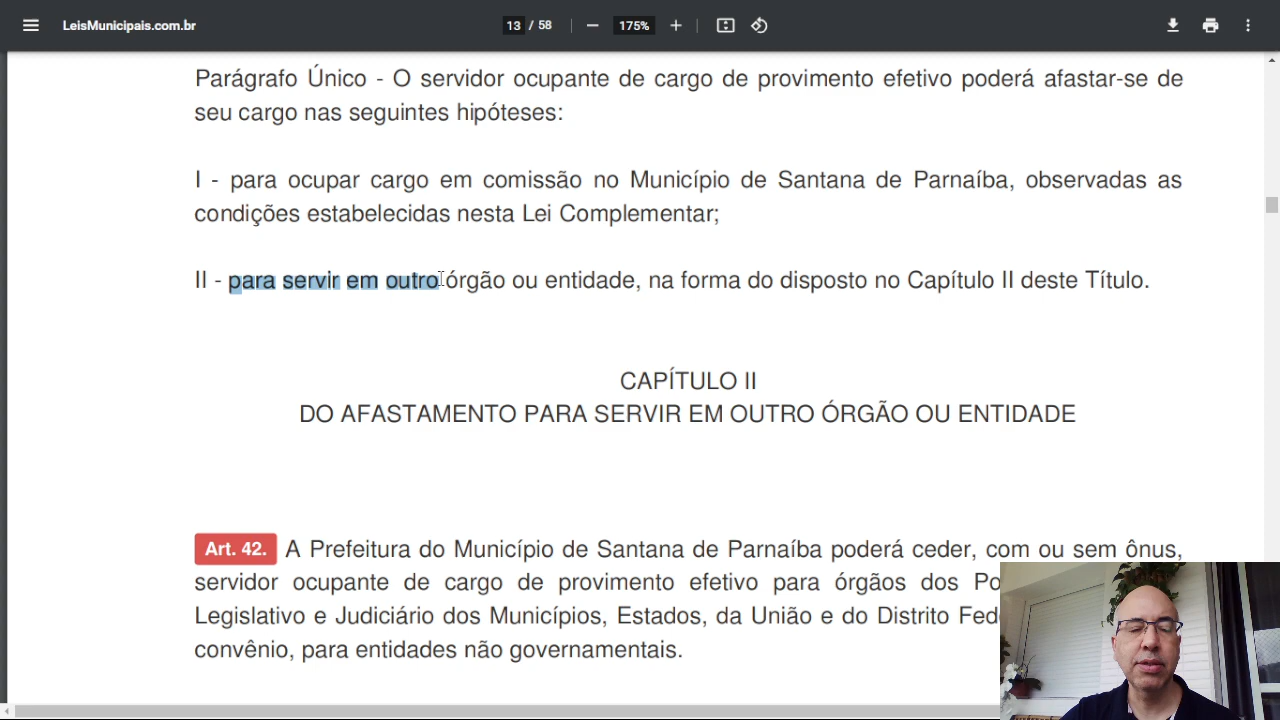 LeisMunicipais.com.br
13 / 58
175%
Parágrafo Único - O servidor ocupante de cargo de provimento efetivo poderá afastar-se de
seu cargo nas seguintes hipóteses:
I - para ocupar cargo em comissão no Município de Santana de Parnaíba, observadas as
condições estabelecidas nesta Lei Complementar;
II - para servir em outro órgão ou entidade, na forma do disposto no Capítulo II deste Título.
CAPÍTULO II
DO AFASTAMENTO PARA SERVIR EM OUTRO ÓRGÃO OU ENTIDADE
Art. 42. A Prefeitura do Município de Santana de Parnaíba poderá ceder, com ou sem ônus,
servidor ocupante de cargo de provimento efetivo para órgãos dos
Legislativo e Judiciário dos Municípios, Estados, da União e do Distrito
convênio, para entidades não governamentais.